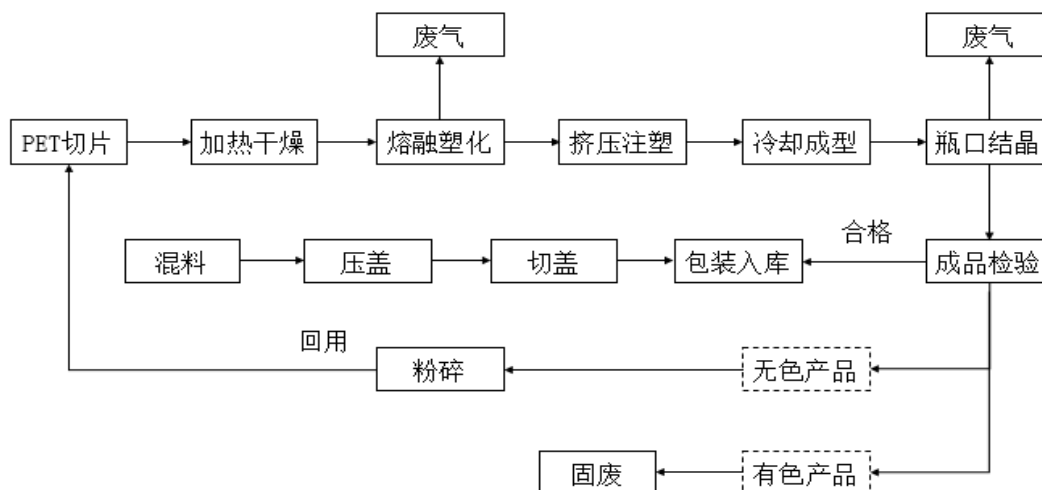 废气
废气
PET切片
加热干燥
熔融塑化
挤压注塑
冷却成型
瓶口结晶
合格
混料
压盖
切盖
包装入库
成品检验
回用
粉碎
无色产品
固废
有色产品